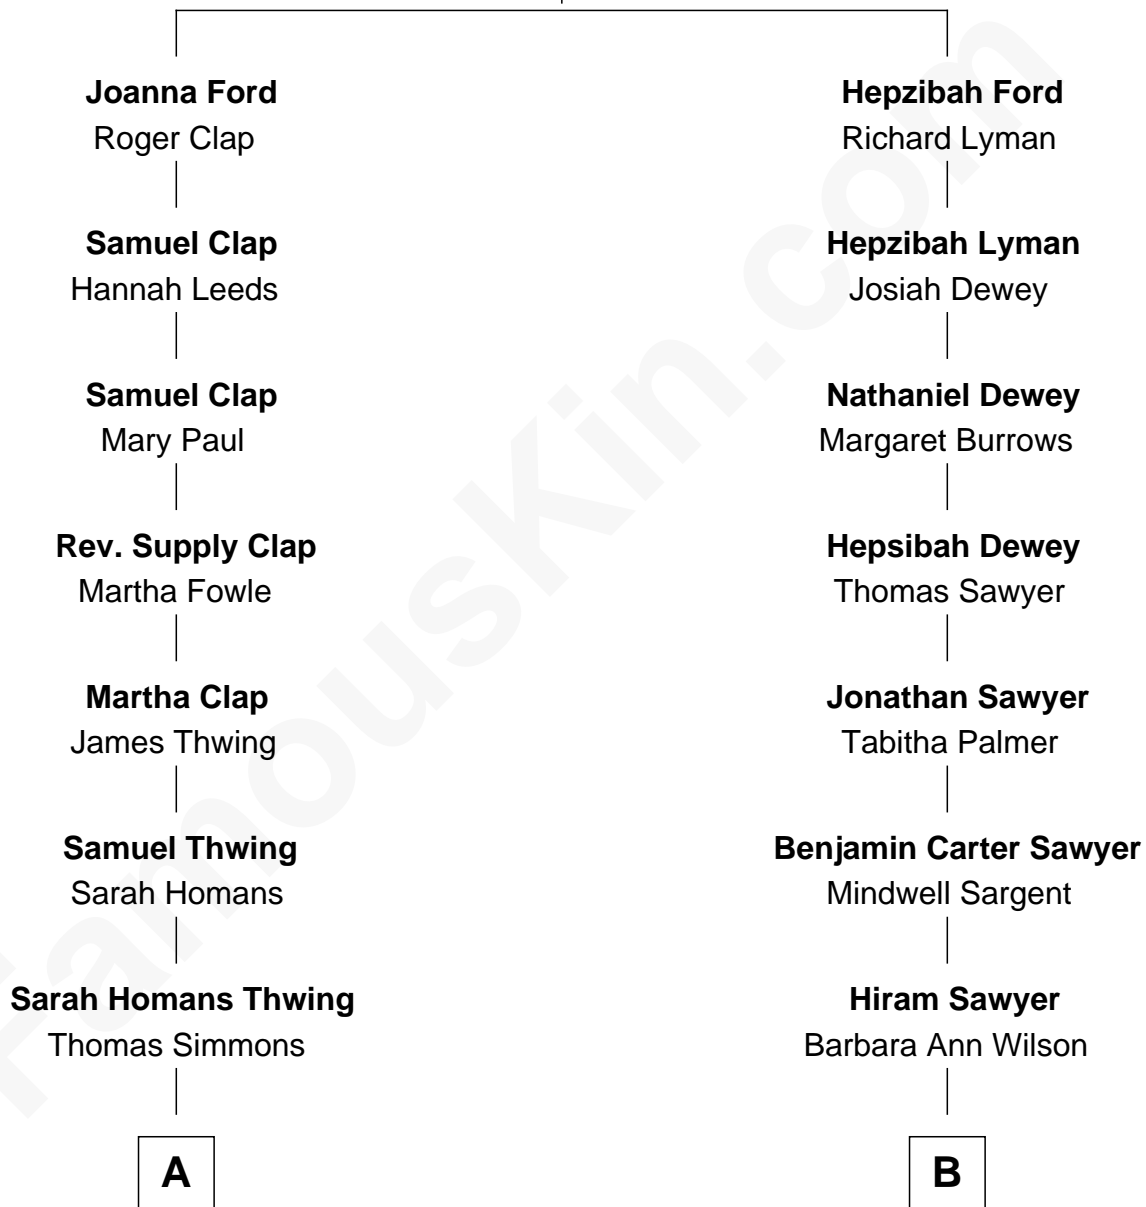 Joanna Ford
Roger Clap
Hepzibah Ford
Richard Lyman
Samuel Clap
Hannah Leeds
Hepzibah Lyman
Josiah Dewey
Samuel Clap
Mary Paul
Nathaniel Dewey
Margaret Burrows
Rev. Supply Clap
Martha Fowle
Hepsibah Dewey
Thomas Sawyer
Martha Clap
James Thwing
Jonathan Sawyer
Tabitha Palmer
Samuel Thwing
Sarah Homans
Benjamin Carter Sawyer
Mindwell Sargent
Sarah Homans Thwing
Thomas Simmons
Hiram Sawyer
Barbara Ann Wilson
A
B
FamousKin.com